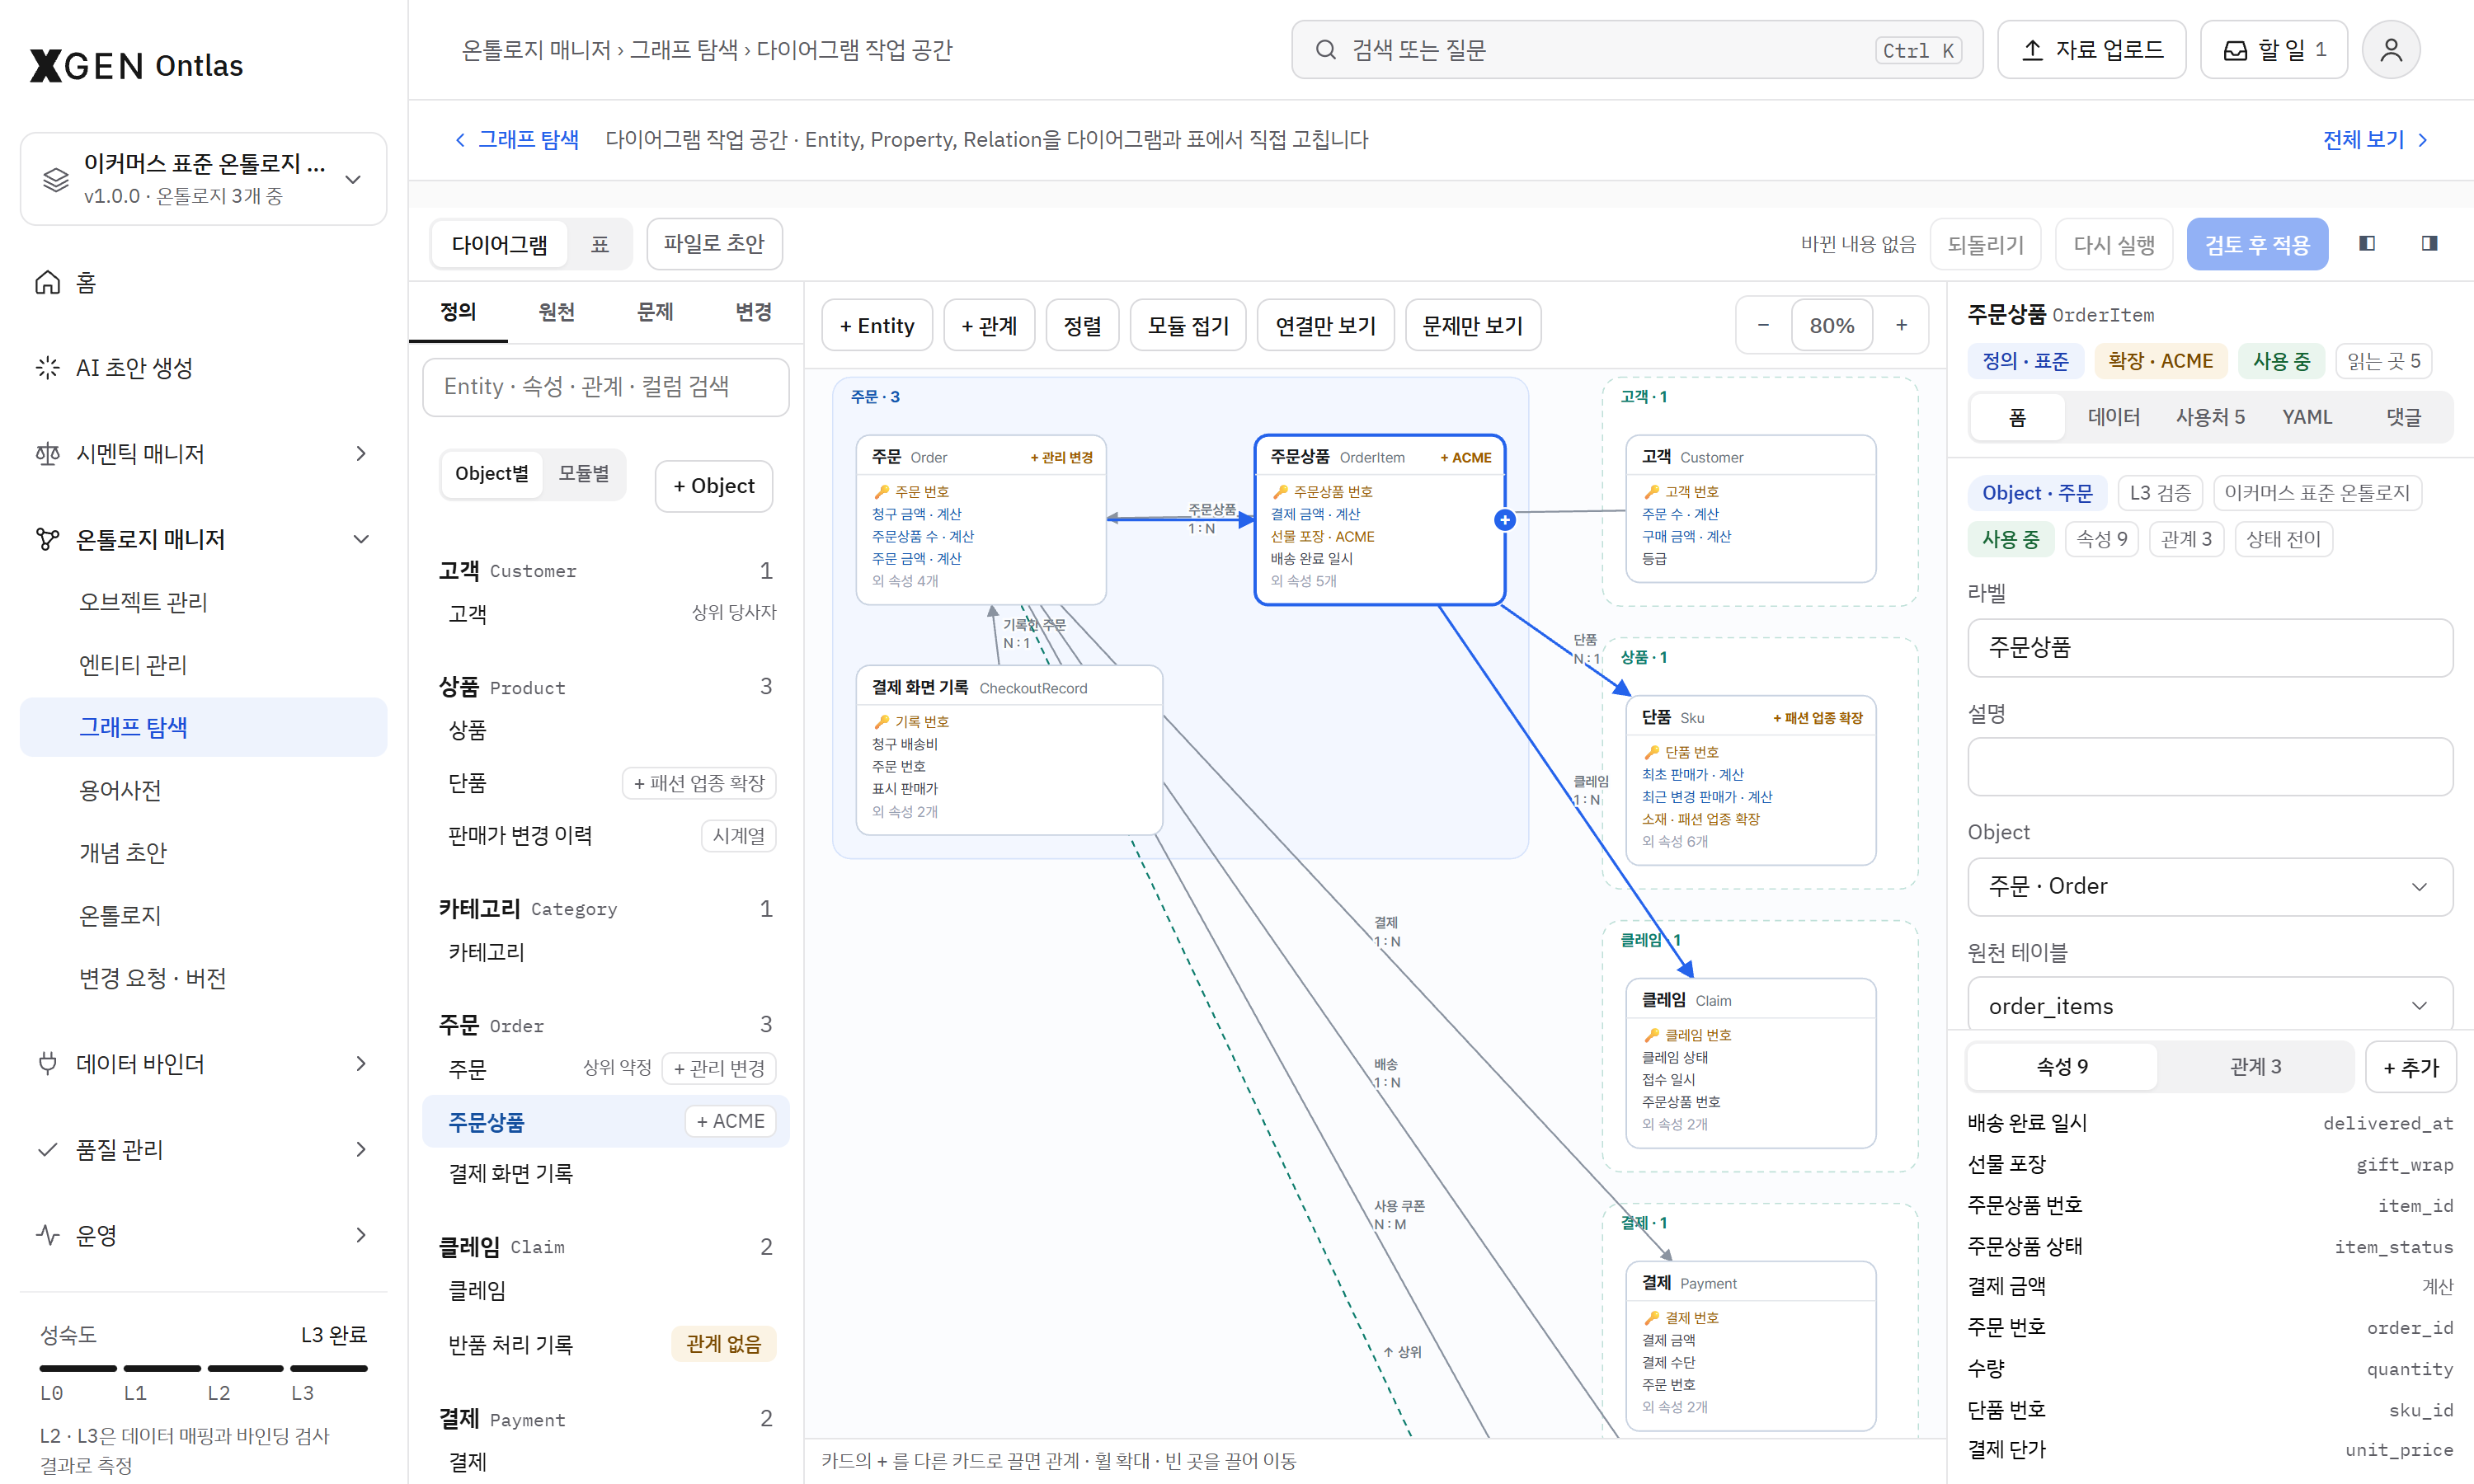 XGEN Ontlas
이커머스 표준 온톨로지 ...
v1.0.0 · 온톨로지 3개 중
홈
AI 초안 생성
시멘틱 매니저
온톨로지 매니저
오브젝트 관리
엔티티 관리
그래프 탐색
용어사전
개념 초안
온톨로지
변경 요청 · 버전
데이터 바인더
품질 관리
운영
성숙도 L3 완료
L0 L1 L2 L3
L2 · L3은 데이터 매핑과 바인딩 검사
결과로 측정
온톨로지 매니저 › 그래프 탐색 › 다이어그램 작업 공간
검색 또는 질문 Ctrl K
자료 업로드
할 일 1
그래프 탐색 다이어그램 작업 공간 · Entity, Property, Relation을 다이어그램과 표에서 직접 고칩니다
전체 보기
다이어그램 표 파일로 초안
바뀐 내용 없음 되돌리기 다시 실행 검토 후 적용
정의 원천 문제 변경
Entity · 속성 · 관계 · 컬럼 검색
Object별 모듈별 + Object
고객 Customer 1
고객 상위 당사자
상품 Product 3
상품
단품 + 패션 업종 확장
판매가 변경 이력 시계열
카테고리 Category 1
카테고리
주문 Order 3
주문 상위 약정 + 관리 변경
주문상품 + ACME
결제 화면 기록
클레임 Claim 2
클레임
반품 처리 기록 관계 없음
결제 Payment 2
결제
+ Entity + 관계 정렬 모듈 접기 연결만 보기 문제만 보기
− 80% +
주문 · 3
주문 Order + 관리 변경
주문 번호
청구 금액 · 계산
주문상품 수 · 계산
주문 금액 · 계산
외 속성 4개
주문상품
1 : N
주문상품 OrderItem + ACME
주문상품 번호
결제 금액 · 계산
선물 포장 · ACME
배송 완료 일시
외 속성 5개
기록한 주문
N : 1
결제 화면 기록 CheckoutRecord
기록 번호
청구 배송비
주문 번호
표시 판매가
외 속성 2개
고객 · 1
고객 Customer
고객 번호
주문 수 · 계산
구매 금액 · 계산
등급
단품
N : 1
상품 · 1
단품 Sku + 패션 업종 확장
단품 번호
최초 판매가 · 계산
최근 변경 판매가 · 계산
소재 · 패션 업종 확장
외 속성 6개
클레임
1 : N
클레임 · 1
클레임 Claim
클레임 번호
클레임 상태
접수 일시
주문상품 번호
외 속성 2개
결제
1 : N
배송
1 : N
사용 쿠폰
N : M
↑ 상위
결제 · 1
결제 Payment
결제 번호
결제 금액
결제 수단
주문 번호
외 속성 2개
카드의 + 를 다른 카드로 끌면 관계 · 휠 확대 · 빈 곳을 끌어 이동
주문상품 OrderItem
정의 · 표준 확장 · ACME 사용 중 읽는 곳 5
폼 데이터 사용처 5 YAML 댓글
Object · 주문 L3 검증 이커머스 표준 온톨로지
사용 중 속성 9 관계 3 상태 전이
라벨
주문상품
설명
Object
주문 · Order
원천 테이블
order_items
속성 9 관계 3 + 추가
배송 완료 일시 delivered_at
선물 포장 gift_wrap
주문상품 번호 item_id
주문상품 상태 item_status
결제 금액 계산
주문 번호 order_id
수량 quantity
단품 번호 sku_id
결제 단가 unit_price